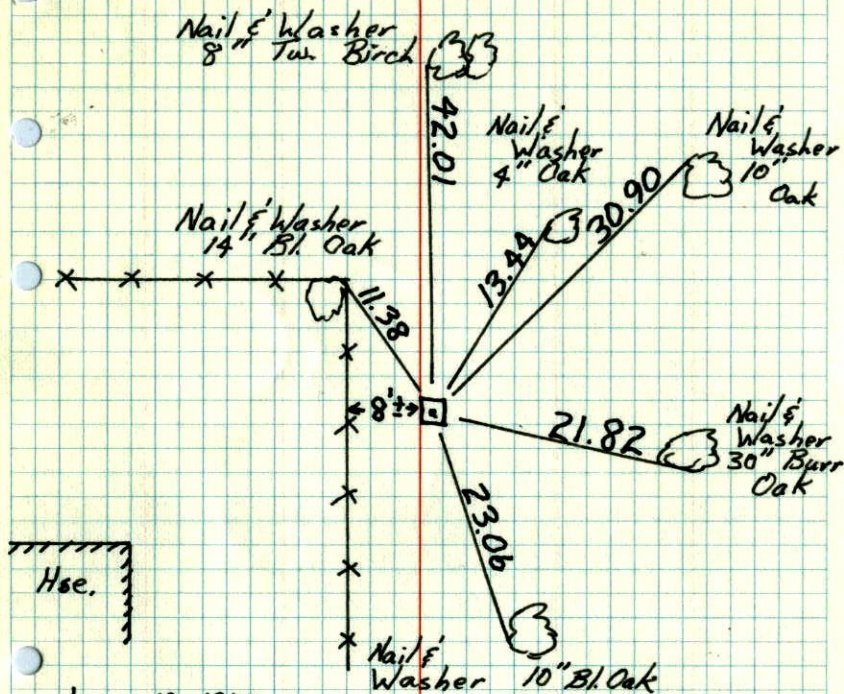 Nail & Washer
8" Tw. Birch
42.01
Nail &
Washer
4" Oak
Nail &
Washer
10"
Oak
13.44
30.90
Nail & Washer
14" Bl. Oak
11.38
8'±
21.82
Nail &
Washer
30" Burr
Oak
23.06
Hse.
Nail &
Washer 10" Bl. Oak